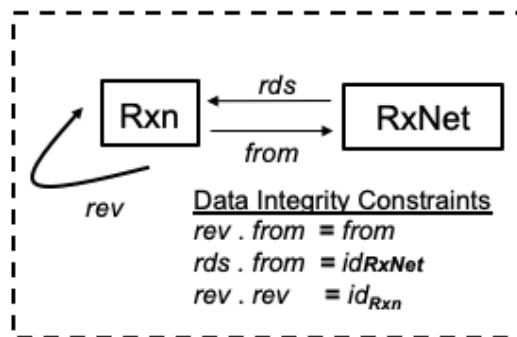 rds
Rxn
RxNet
from
rev
Data Integrity Constraints
rev . from = from
rds . from = idRxNet
rev . rev = idRxn